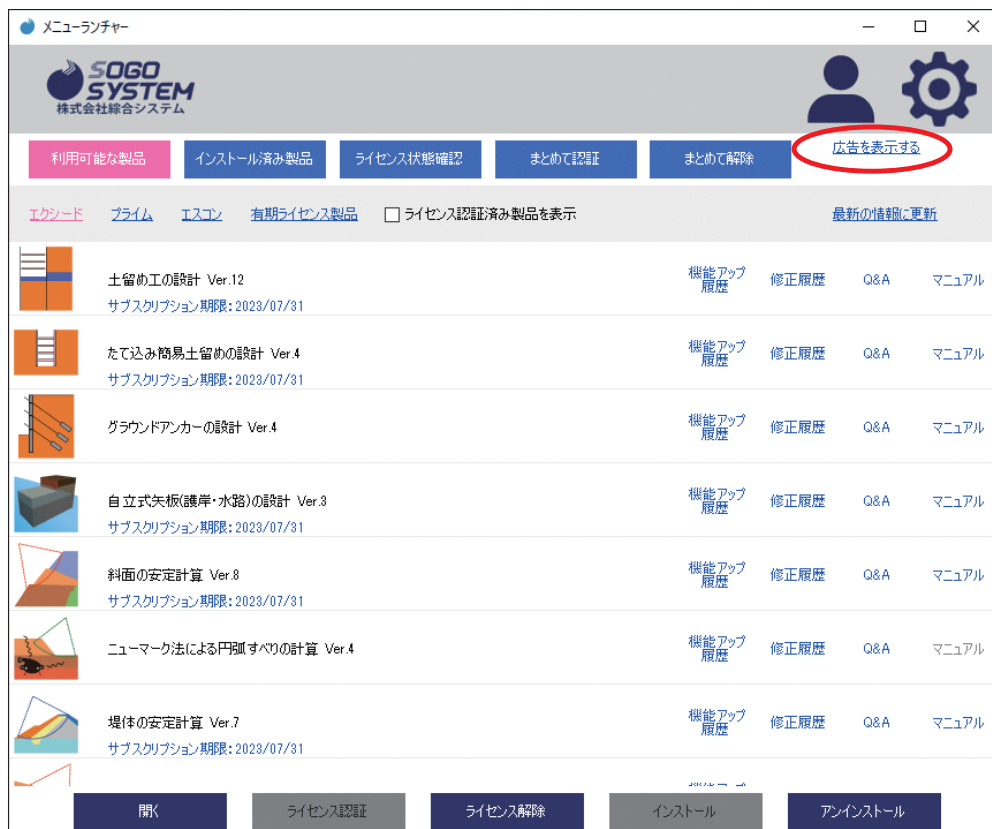 メニューランチャー
SOGO
SYSTEM
株式会社綜合システム
利用可能な製品 インストール済み製品 ライセンス状態確認 まとめて認証 まとめて解除 広告を表示する
エクシード プライム エスコン 有期ライセンス製品 ライセンス認証済み製品を表示 最新の情報に更新
土留め工の設計 Ver.12
サブスクリプション期限:2023/07/31
機能アップ
履歴
修正履歴 Q&A マニュアル
たて込み簡易土留めの設計 Ver.4
サブスクリプション期限:2023/07/31
機能アップ
履歴
修正履歴 Q&A マニュアル
グラウンドアンカーの設計 Ver.4
機能アップ
履歴
修正履歴 Q&A マニュアル
自立式矢板(護岸・水路)の設計 Ver.3
サブスクリプション期限:2023/07/31
機能アップ
履歴
修正履歴 Q&A マニュアル
斜面の安定計算 Ver.8
サブスクリプション期限:2023/07/31
機能アップ
履歴
修正履歴 Q&A マニュアル
ニューマーク法による円弧すべりの計算 Ver.4
機能アップ
履歴
修正履歴 Q&A マニュアル
堤体の安定計算 Ver.7
サブスクリプション期限:2023/07/31
機能アップ
履歴
修正履歴 Q&A マニュアル
開く ライセンス認証 ライセンス解除 インストール アンインストール